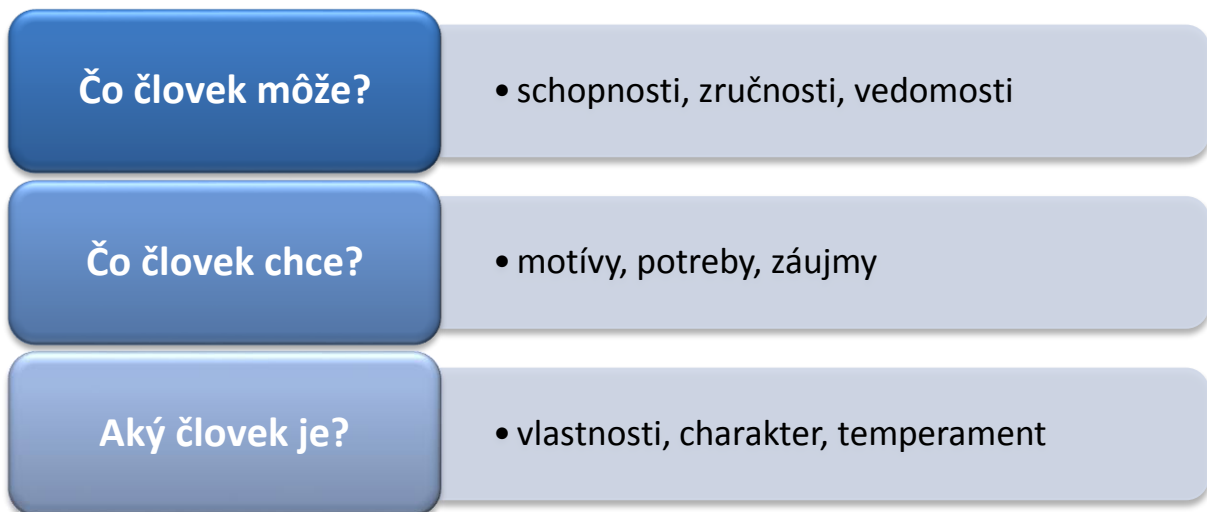 Čo človek môže?
• schopnosti, zručnosti, vedomosti
Čo človek chce?
• motívy, potreby, záujmy
Aký človek je?
• vlastnosti, charakter, temperament